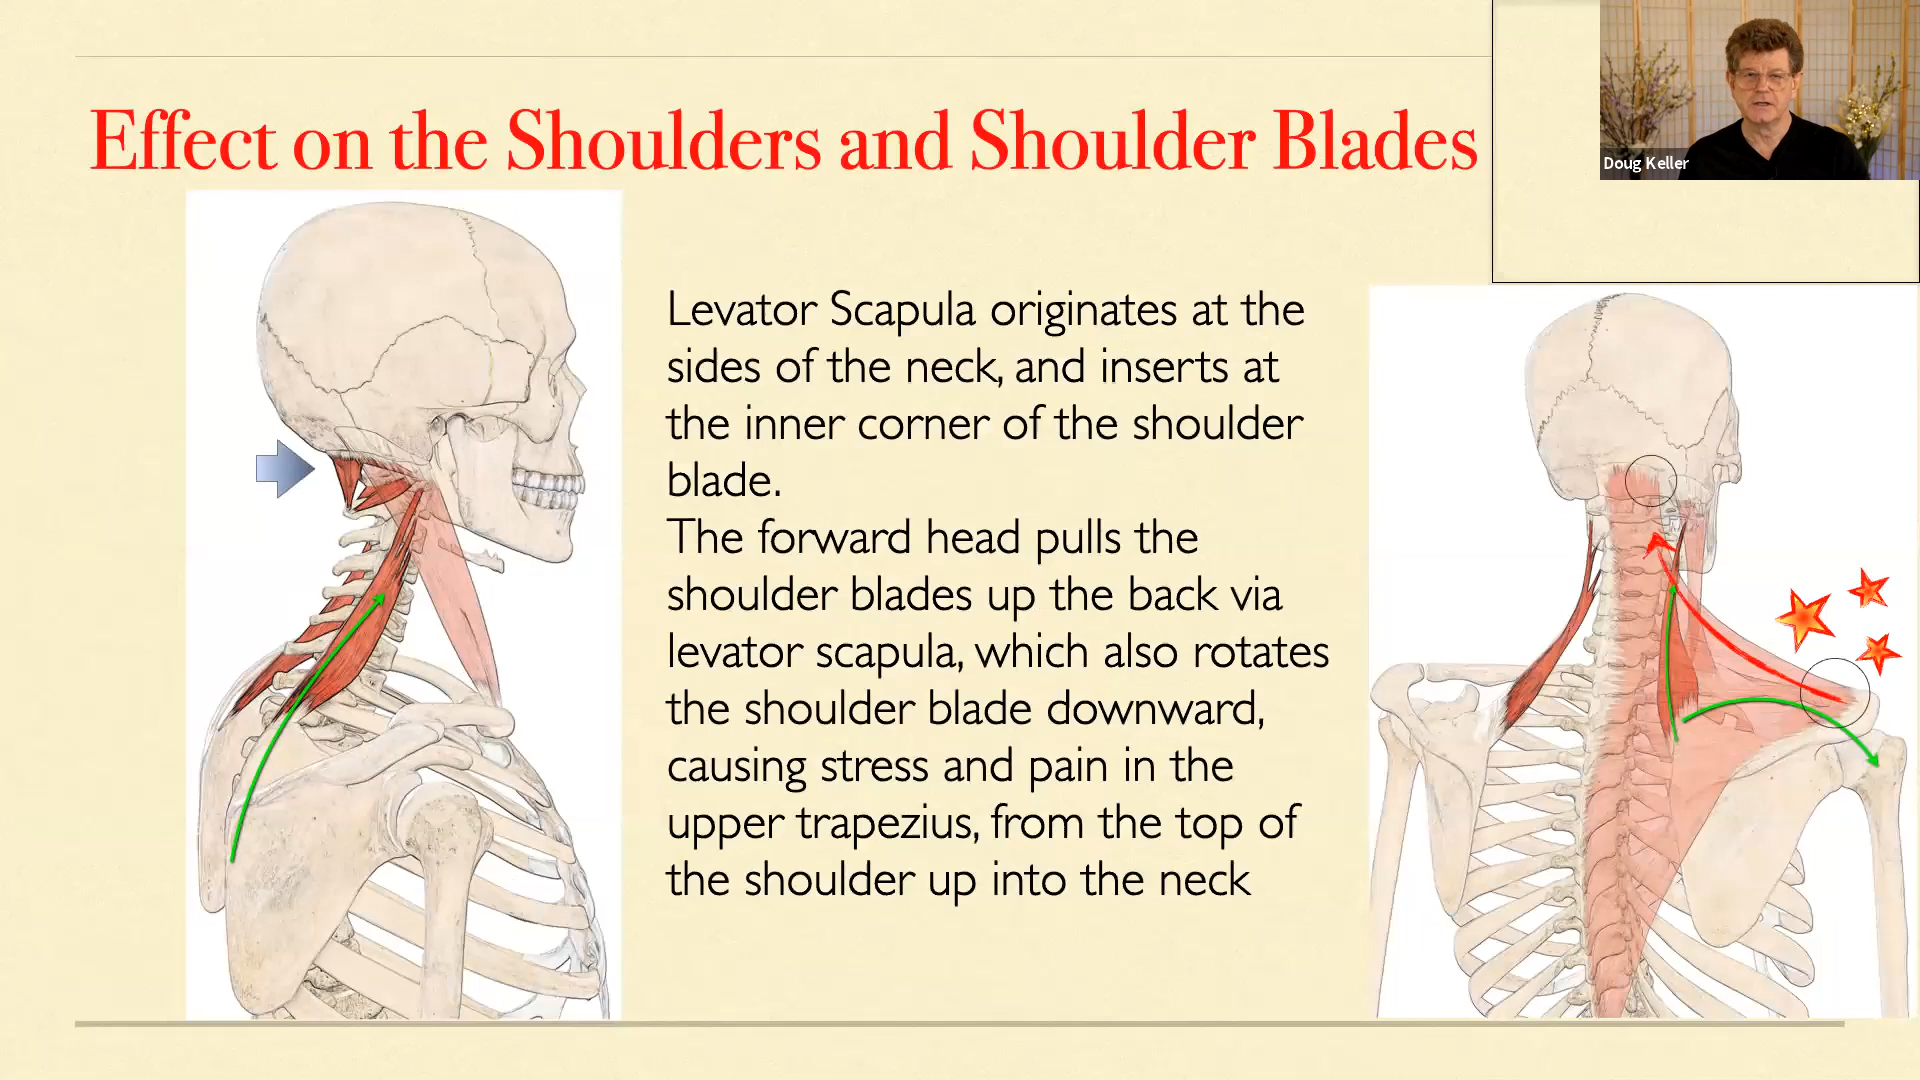 Effect on the Shoulders and Shoulder Blades
Doug Keller
Levator Scapula originates at the
sides of the neck, and inserts at
the inner corner of the shoulder
blade.
The forward head pulls the
shoulder blades up the back via
levator scapula, which also rotates
the shoulder blade downward,
causing stress and pain in the
upper trapezius, from the top of
the shoulder up into the neck